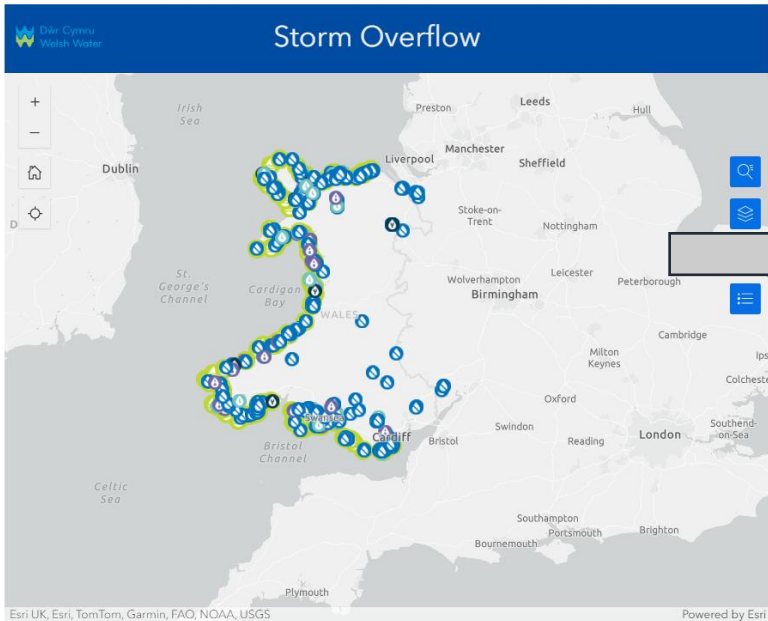 Dŵr Cymru
Welsh Water
Storm Overflow
Irish
Sea
Preston
Leeds
Hull
Manchester
Liverpool
Sheffield
Dublin
Stoke-on-
Trent
Nottingham
St.
George's
Channel
Cardigan
Bay
WALES
Wolverhampton
Leicester
Peterborough
Birmingham
Cambridge
Milton
Keynes
Ips
Colcheste
Oxford
Swansea
Cardiff
Bristol
Swindon
Reading
London
Southend-
on-Sea
Bristol
Channel
Celtic
Sea
Southampton
Portsmouth
Brighton
Bournemouth
Plymouth
Esri UK, Esri, TomTom, Garmin, FAO, NOAA, USGS
Powered by Esri